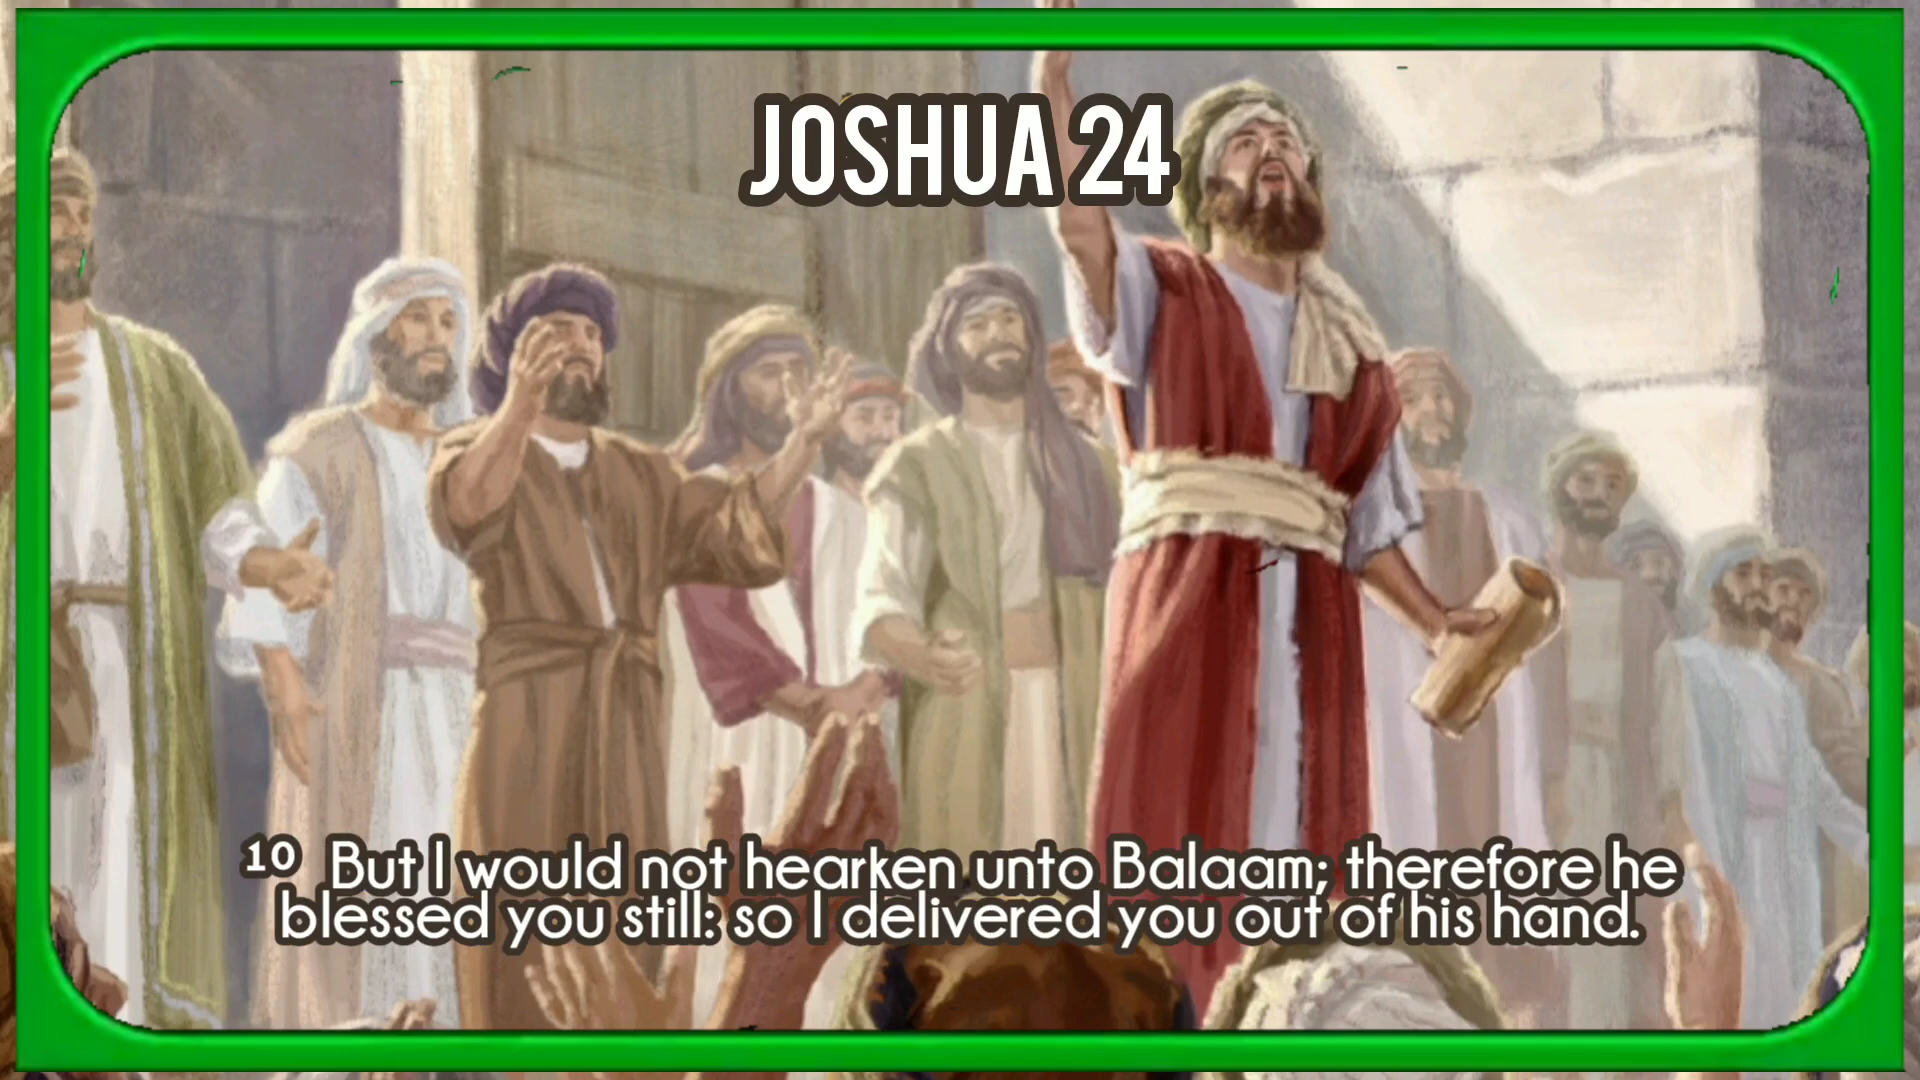 JOSHUA 24
¹⁰ But I would not hearken unto Balaam; therefore he
blessed you still: so I delivered you out of his hand.